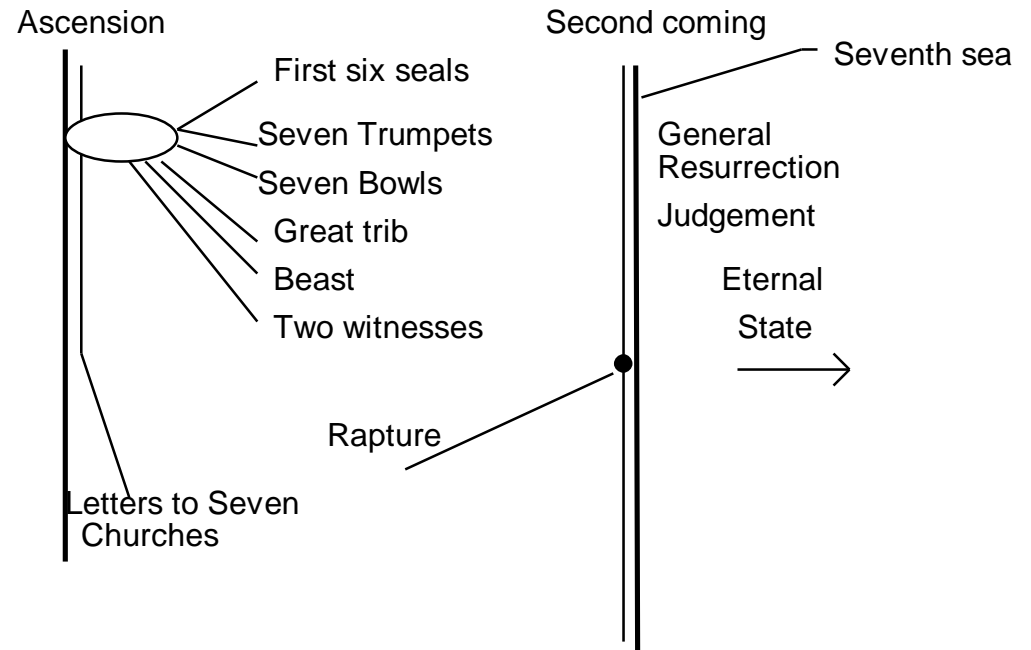 Ascension
First six seals
Seven Trumpets
Seven Bowls
Great trib
Beast
Two witnesses
Letters to Seven
Churches
Rapture
Second coming
Seventh sea
General
Resurrection
Judgement
Eternal
State